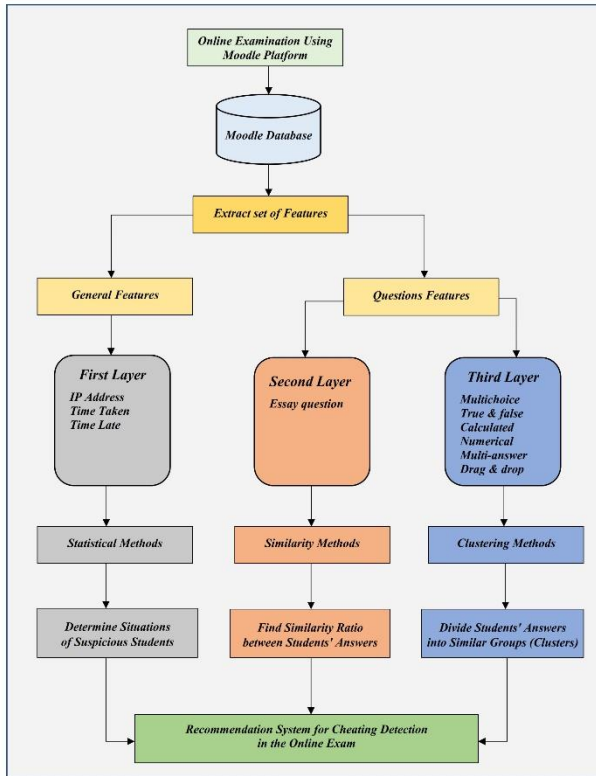 Online Examination Using
Moodle Platform
Moodle Database
Extract set of Features
General Features
Questions Features
First Layer
IP Address
Time Taken
Time Late
Second Layer
Essay question
Third Layer
Multichoice
True & false
Calculated
Numerical
Multi-answer
Drag & drop
Statistical Methods
Similarity Methods
Clustering Methods
Determine Situations
of Suspicious Students
Find Similarity Ratio
between Students' Answers
Divide Students' Answers
into Similar Groups (Clusters)
Recommendation System for Cheating Detection
in the Online Exam